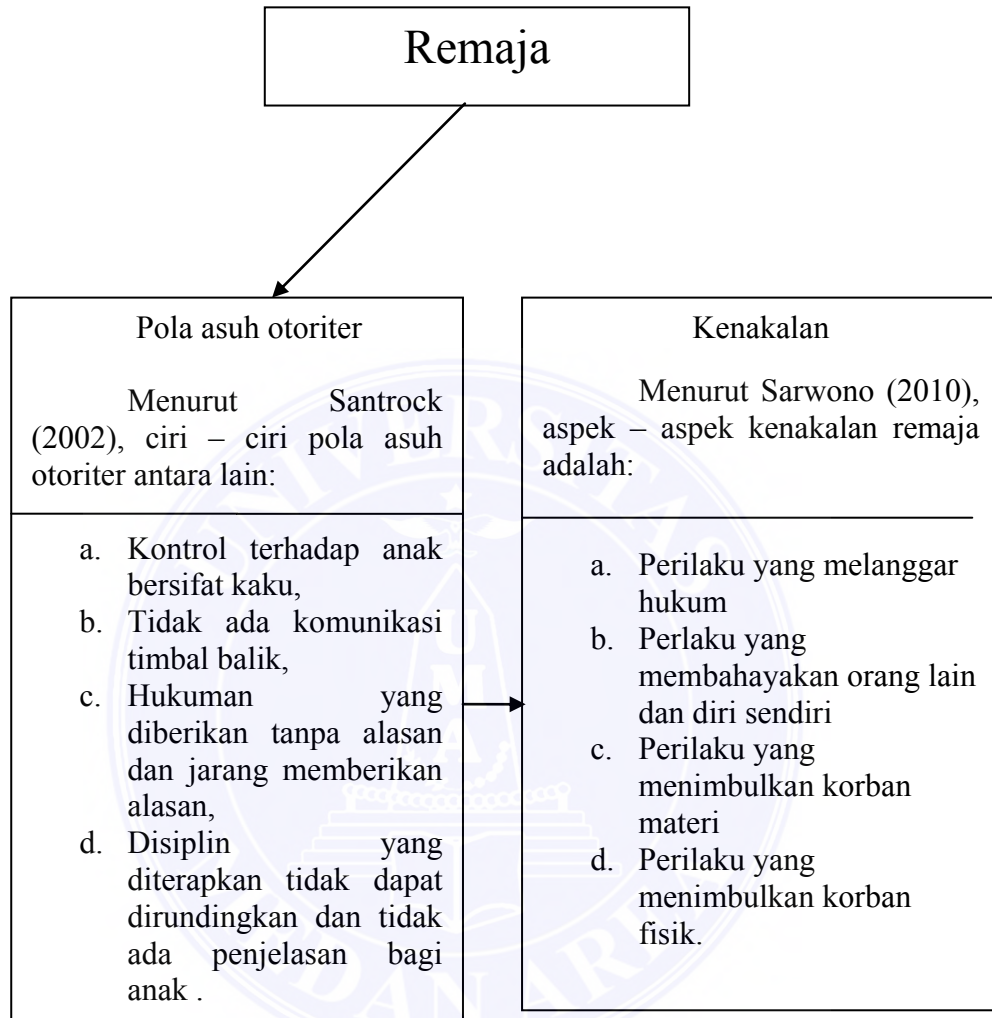 Remaja
Pola asuh otoriter
Menurut Santrock
(2002), ciri – ciri pola asuh
otoriter antara lain:
a. Kontrol terhadap anak
bersifat kaku,
b. Tidak ada komunikasi
timbal balik,
c. Hukuman yang
diberikan tanpa alasan
dan jarang memberikan
alasan,
d. Disiplin yang
diterapkan tidak dapat
dirundingkan dan tidak
ada penjelasan bagi
anak .
Kenakalan
Menurut Sarwono (2010),
aspek – aspek kenakalan remaja
adalah:
a. Perilaku yang melanggar
hukum
b. Perlaku yang
membahayakan orang lain
dan diri sendiri
c. Perilaku yang
menimbulkan korban
materi
d. Perilaku yang
menimbulkan korban
fisik.
UNIVERSITAS
MEDAN AREA
UMA